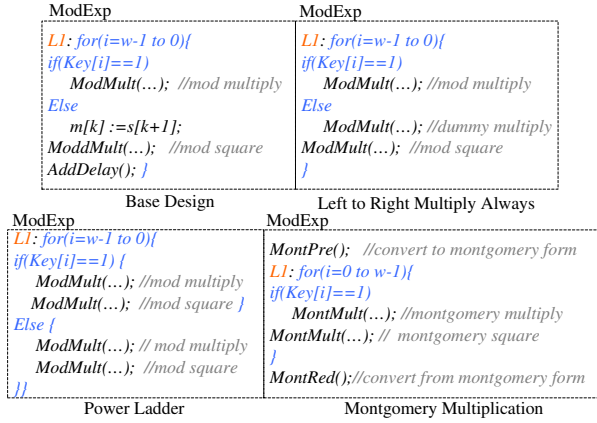 ModExp
L1: for(i=w-1 to 0){
if(Key[i]==1)
ModMult(…); //mod multiply
Else
m[k] :=s[k+1];
ModdMult(…); //mod square
AddDelay(); }
Base Design
ModExp
L1: for(i=w-1 to 0){
if(Key[i]==1)
ModMult(…); //mod multiply
Else
ModMult(…); //dummy multiply
ModMult(…); //mod square
}
Left to Right Multiply Always
ModExp
L1: for(i=w-1 to 0){
if(Key[i]==1) {
ModMult(…); //mod multiply
ModMult(…); //mod square }
Else {
ModMult(…); // mod multiply
ModMult(…); //mod square
}}
Power Ladder
ModExp
MontPre(); //convert to montgomery form
L1: for(i=0 to w-1){
if(Key[i]==1)
MontMult(…); //montgomery multiply
MontMult(…); // montgomery square
}
MontRed();//convert from montgomery form
Montgomery Multiplication